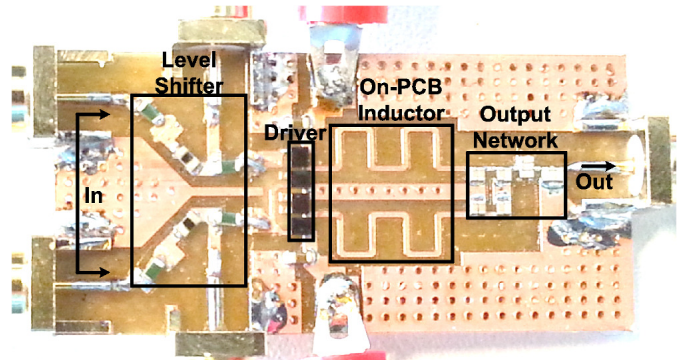 Level
Shifter
On-PCB
Inductor
Output
Network
Driver
In
Out